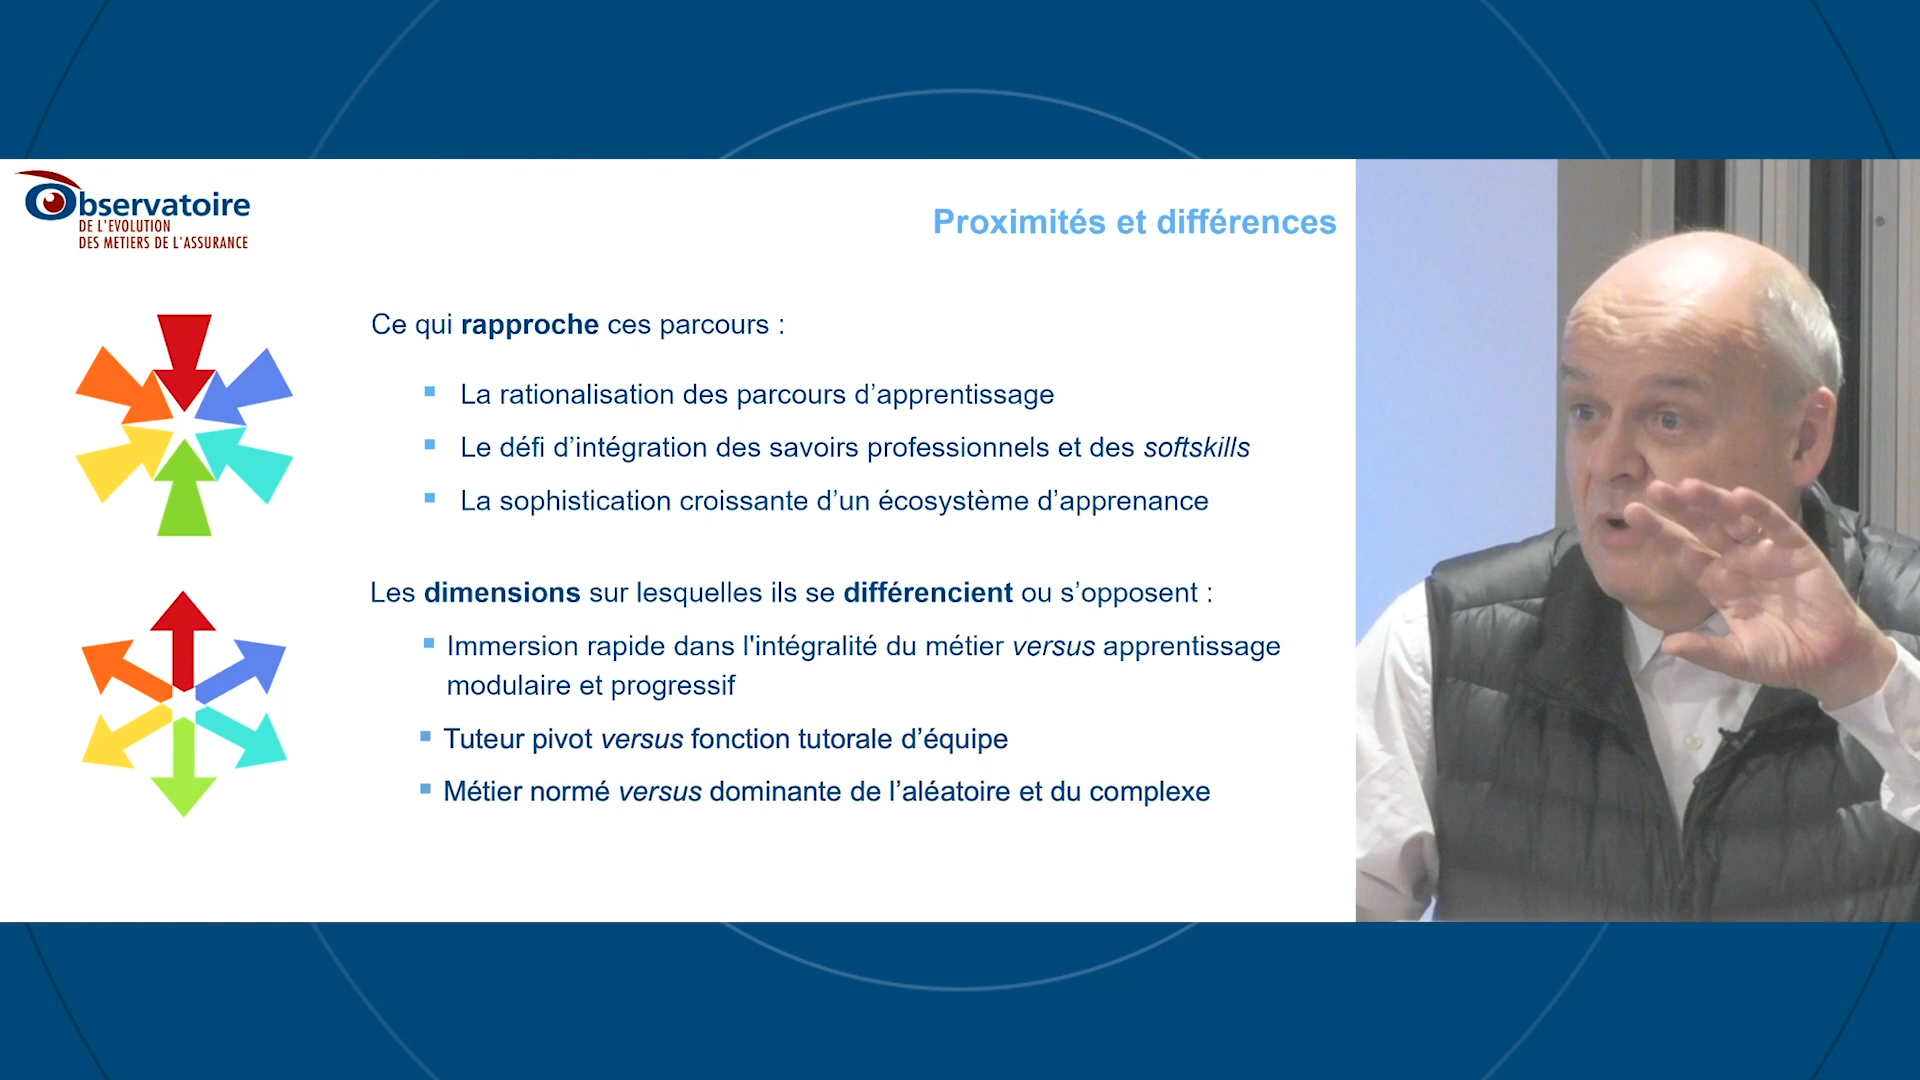 Observatoire
DE L'EVOLUTION
DES METIERS DE L'ASSURANCE
Proximités et différences
Ce qui rapproche ces parcours :
La rationalisation des parcours d’apprentissage
Le défi d’intégration des savoirs professionnels et des softskills
La sophistication croissante d’un écosystème d’apprenance
Les dimensions sur lesquelles ils se différencient ou s’opposent :
Immersion rapide dans l'intégralité du métier versus apprentissage
modulaire et progressif
Tuteur pivot versus fonction tutorale d’équipe
Métier normé versus dominante de l’aléatoire et du complexe